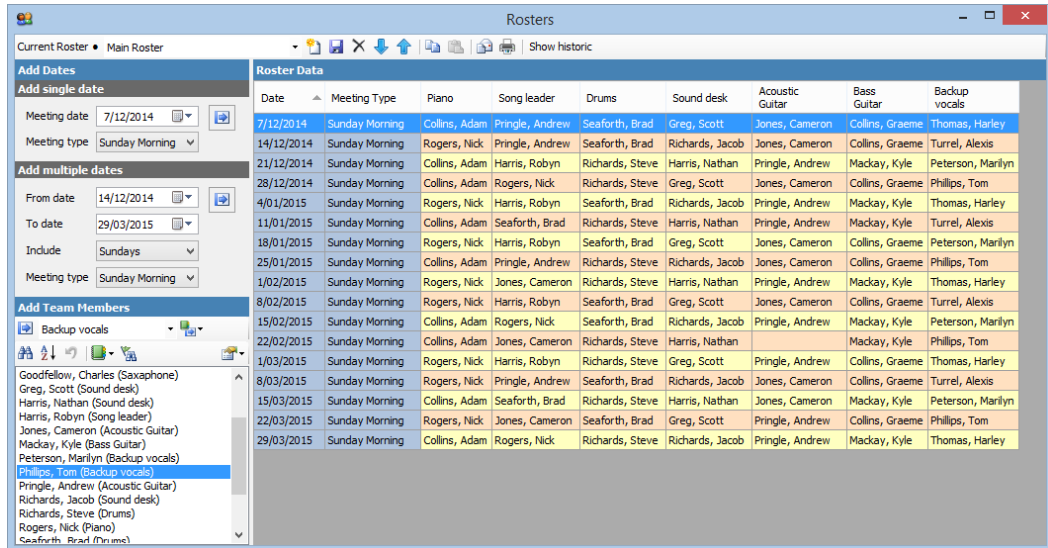 Rosters
Current Roster • Main Roster Show historic
Add Dates
Add single date
Meeting date 7/12/2014
Meeting type Sunday Morning
Add multiple dates
From date 14/12/2014
To date 29/03/2015
Include Sundays
Meeting type Sunday Morning
Add Team Members
Backup vocals
Goodfellow, Charles (Saxaphone)
Greg, Scott (Sound desk)
Harris, Nathan (Sound desk)
Harris, Robyn (Song leader)
Jones, Cameron (Acoustic Guitar)
Mackay, Kyle (Bass Guitar)
Peterson, Marilyn (Backup vocals)
Phillips, Tom (Backup vocals)
Pringle, Andrew (Acoustic Guitar)
Richards, Jacob (Sound desk)
Richards, Steve (Drums)
Rogers, Nick (Piano)
Seaforth, Brad (Drums)
Roster Data
Date Meeting Type Piano Song leader Drums Sound desk Acoustic Guitar Bass Guitar Backup vocals
7/12/2014 Sunday Morning Collins, Adam Pringle, Andrew Seaforth, Brad Greg, Scott Jones, Cameron Collins, Graeme Thomas, Harley
14/12/2014 Sunday Morning Rogers, Nick Pringle, Andrew Seaforth, Brad Richards, Jacob Jones, Cameron Collins, Graeme Turrel, Alexis
21/12/2014 Sunday Morning Collins, Adam Harris, Robyn Richards, Steve Harris, Nathan Pringle, Andrew Mackay, Kyle Peterson, Marilyn
28/12/2014 Sunday Morning Collins, Adam Rogers, Nick Richards, Steve Greg, Scott Jones, Cameron Collins, Graeme Phillips, Tom
4/01/2015 Sunday Morning Rogers, Nick Harris, Robyn Seaforth, Brad Richards, Jacob Pringle, Andrew Mackay, Kyle Thomas, Harley
11/01/2015 Sunday Morning Collins, Adam Seaforth, Brad Richards, Steve Harris, Nathan Pringle, Andrew Mackay, Kyle Turrel, Alexis
18/01/2015 Sunday Morning Rogers, Nick Harris, Robyn Seaforth, Brad Greg, Scott Jones, Cameron Collins, Graeme Peterson, Marilyn
25/01/2015 Sunday Morning Collins, Adam Pringle, Andrew Richards, Steve Richards, Jacob Jones, Cameron Collins, Graeme Phillips, Tom
1/02/2015 Sunday Morning Rogers, Nick Jones, Cameron Richards, Steve Harris, Nathan Pringle, Andrew Mackay, Kyle Thomas, Harley
8/02/2015 Sunday Morning Rogers, Nick Harris, Robyn Seaforth, Brad Greg, Scott Jones, Cameron Collins, Graeme Turrel, Alexis
15/02/2015 Sunday Morning Collins, Adam Rogers, Nick Seaforth, Brad Richards, Jacob Pringle, Andrew Mackay, Kyle Peterson, Marilyn
22/02/2015 Sunday Morning Collins, Adam Jones, Cameron Richards, Steve Harris, Nathan Mackay, Kyle Phillips, Tom
1/03/2015 Sunday Morning Rogers, Nick Harris, Robyn Richards, Steve Greg, Scott Pringle, Andrew Collins, Graeme Thomas, Harley
8/03/2015 Sunday Morning Rogers, Nick Pringle, Andrew Seaforth, Brad Richards, Jacob Jones, Cameron Collins, Graeme Turrel, Alexis
15/03/2015 Sunday Morning Collins, Adam Seaforth, Brad Richards, Steve Harris, Nathan Jones, Cameron Mackay, Kyle Peterson, Marilyn
22/03/2015 Sunday Morning Rogers, Nick Jones, Cameron Seaforth, Brad Greg, Scott Pringle, Andrew Collins, Graeme Phillips, Tom
29/03/2015 Sunday Morning Collins, Adam Rogers, Nick Richards, Steve Richards, Jacob Pringle, Andrew Mackay, Kyle Thomas, Harley